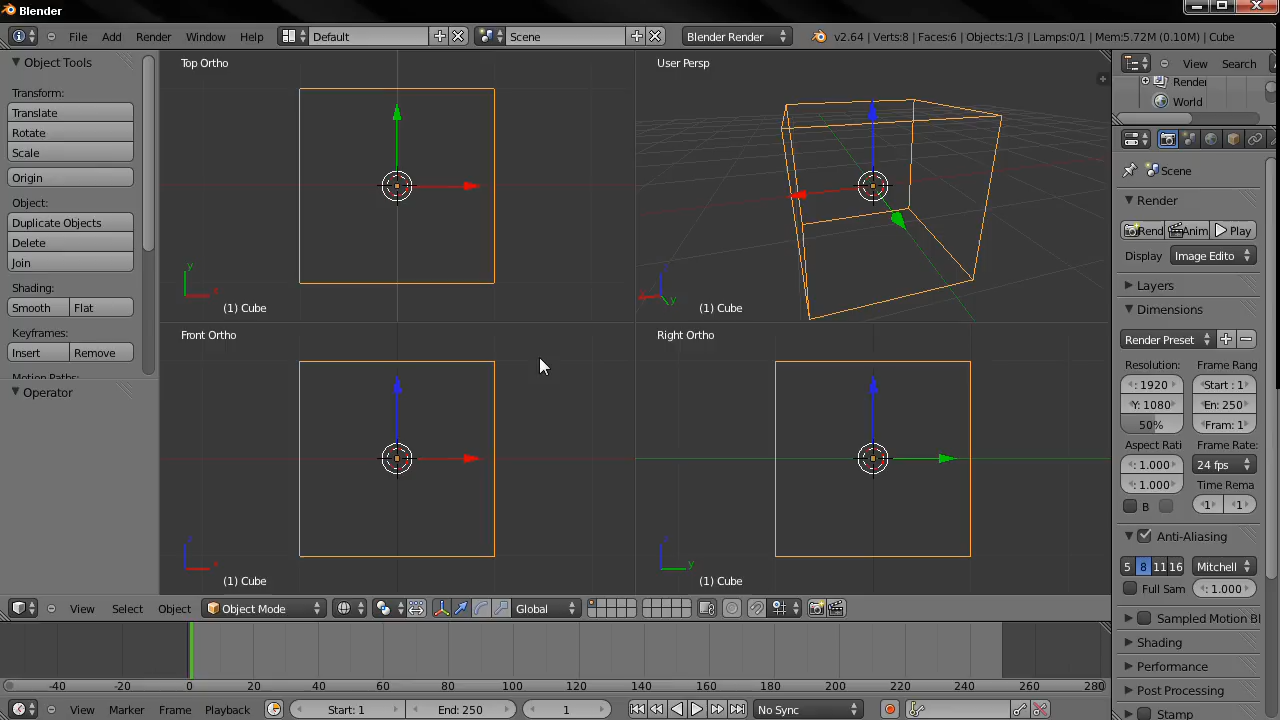 Blender
File Add Render Window Help Default Scene Blender Render v2.64 | Verts:8 | Faces:6 | Objects:1/3 | Lamps:0/1 | Mem:5.72M (0.10M) | Cube
Object Tools
Transform:
Translate
Rotate
Scale
Origin
Object:
Duplicate Objects
Delete
Join
Shading:
Smooth Flat
Keyframes:
Insert Remove
Operator
Top Ortho
y
x
(1) Cube
User Persp
y
(1) Cube
Front Ortho
x
(1) Cube
Right Ortho
y
(1) Cube
View Search
Render
World
Scene
Render
Rend Anim Play
Display Image Edito
Layers
Dimensions
Render Preset
Resolution: Frame Rang
: 1920 Start : 1
Y: 1080 En: 250
50% Fram: 1
Aspect Rati Frame Rate:
: 1.000 24 fps
: 1.000 Time Rema
B : 1 : 1
Anti-Aliasing
5 8 11 16 Mitchell
Full Sam : 1.000
Sampled Motion Bl
Shading
Performance
Post Processing
Stamp
View Select Object Object Mode Global
-40 -20 0 20 40 60 80 100 120 140 160 180 200 220 240 260 280
View Marker Frame Playback Start: 1 End: 250 1 No Sync